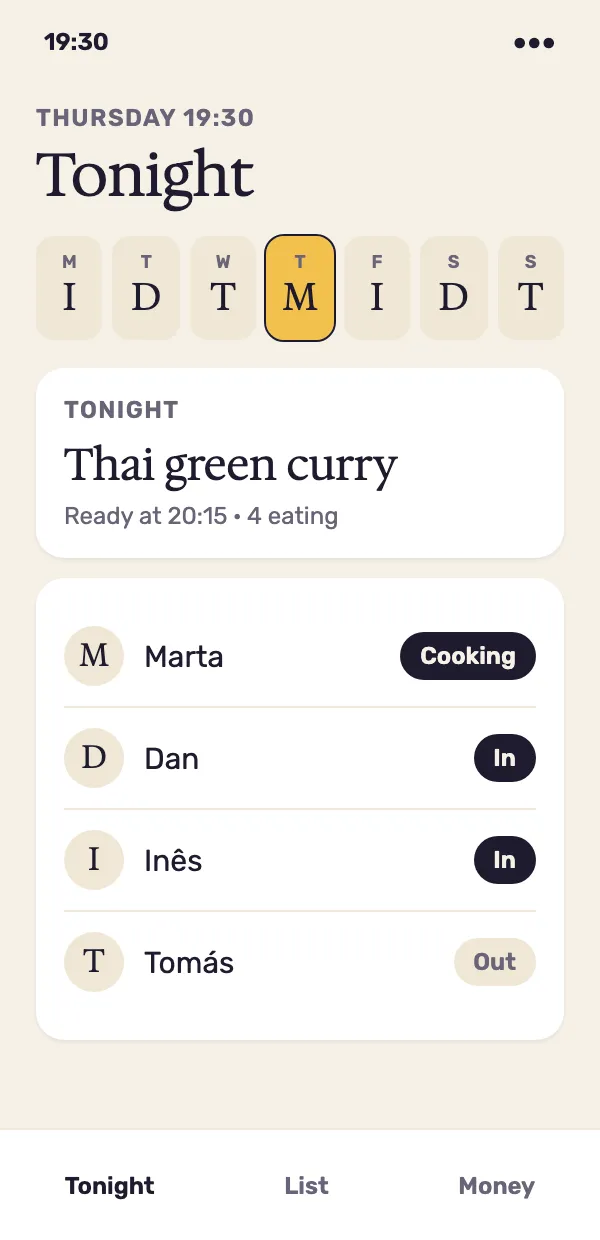 19:30
THURSDAY 19:30
Tonight
M T W T F S S
I D T M I D T
TONIGHT
Thai green curry
Ready at 20:15 • 4 eating
M Marta Cooking
D Dan In
I Inês In
T Tomás Out
Tonight List Money